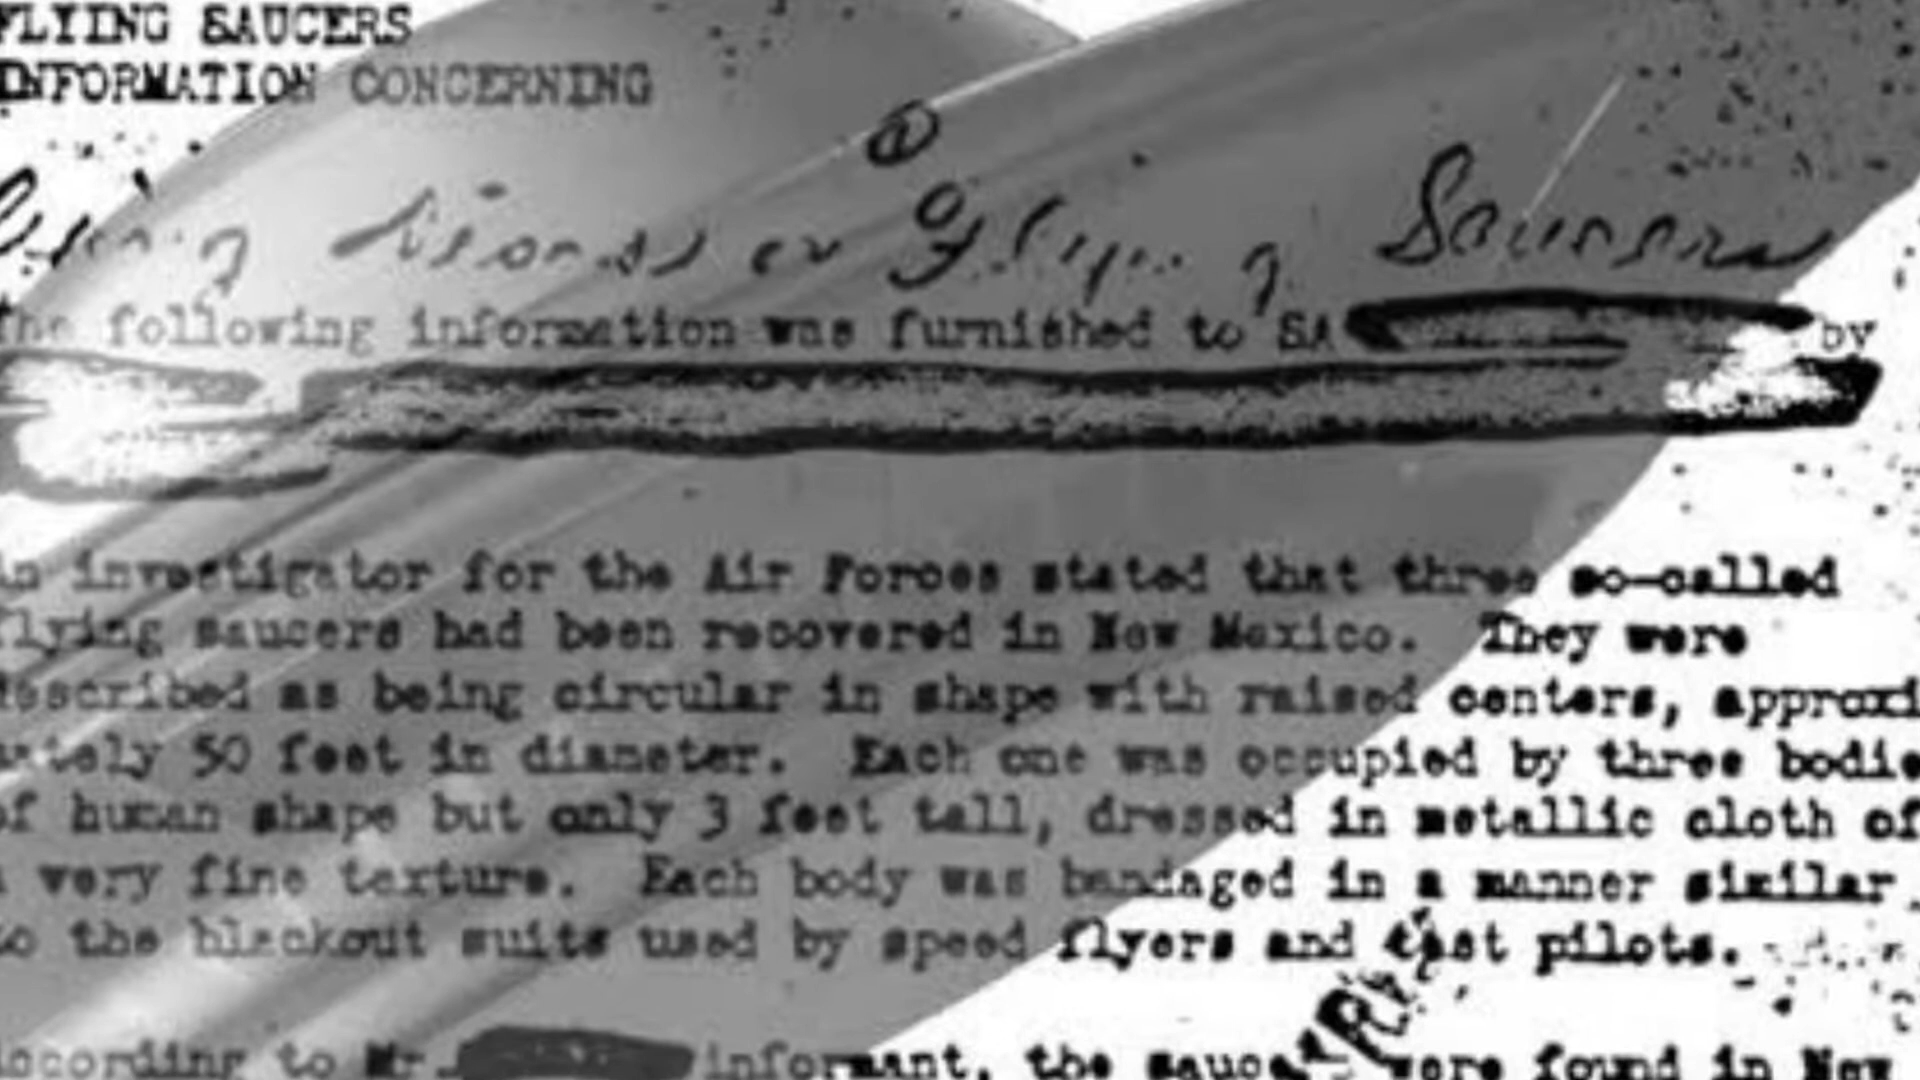 FLYING SAUCERS
INFORMATION CONCERNING
Flying Saucers
The following information was furnished to SA by
investigator for the Air Forces stated that three so-called
flying saucers had been recovered in New Mexico. They were
described as being circular in shape with raised centers, approxi
mately 50 feet in diameter. Each one was occupied by three bodie
of human shape but only 3 feet tall, dressed in metallic cloth of
very fine texture. Each body was bandaged in a manner similar
to the blackout suits used by speed flyers and test pilots.
According to Mr. informant, the saucers were found in New